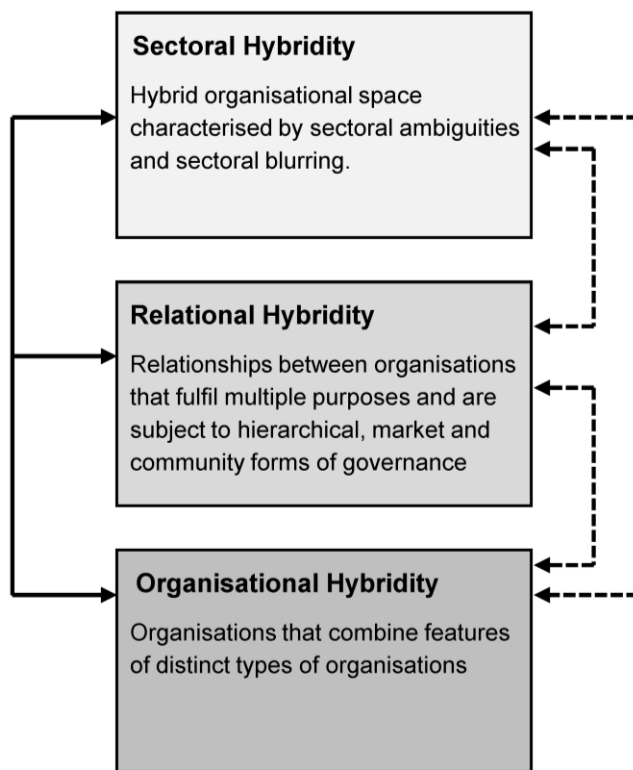 Sectoral Hybridity
Hybrid organisational space
characterised by sectoral ambiguities
and sectoral blurring.
Relational Hybridity
Relationships between organisations
that fulfil multiple purposes and are
subject to hierarchical, market and
community forms of governance
Organisational Hybridity
Organisations that combine features
of distinct types of organisations